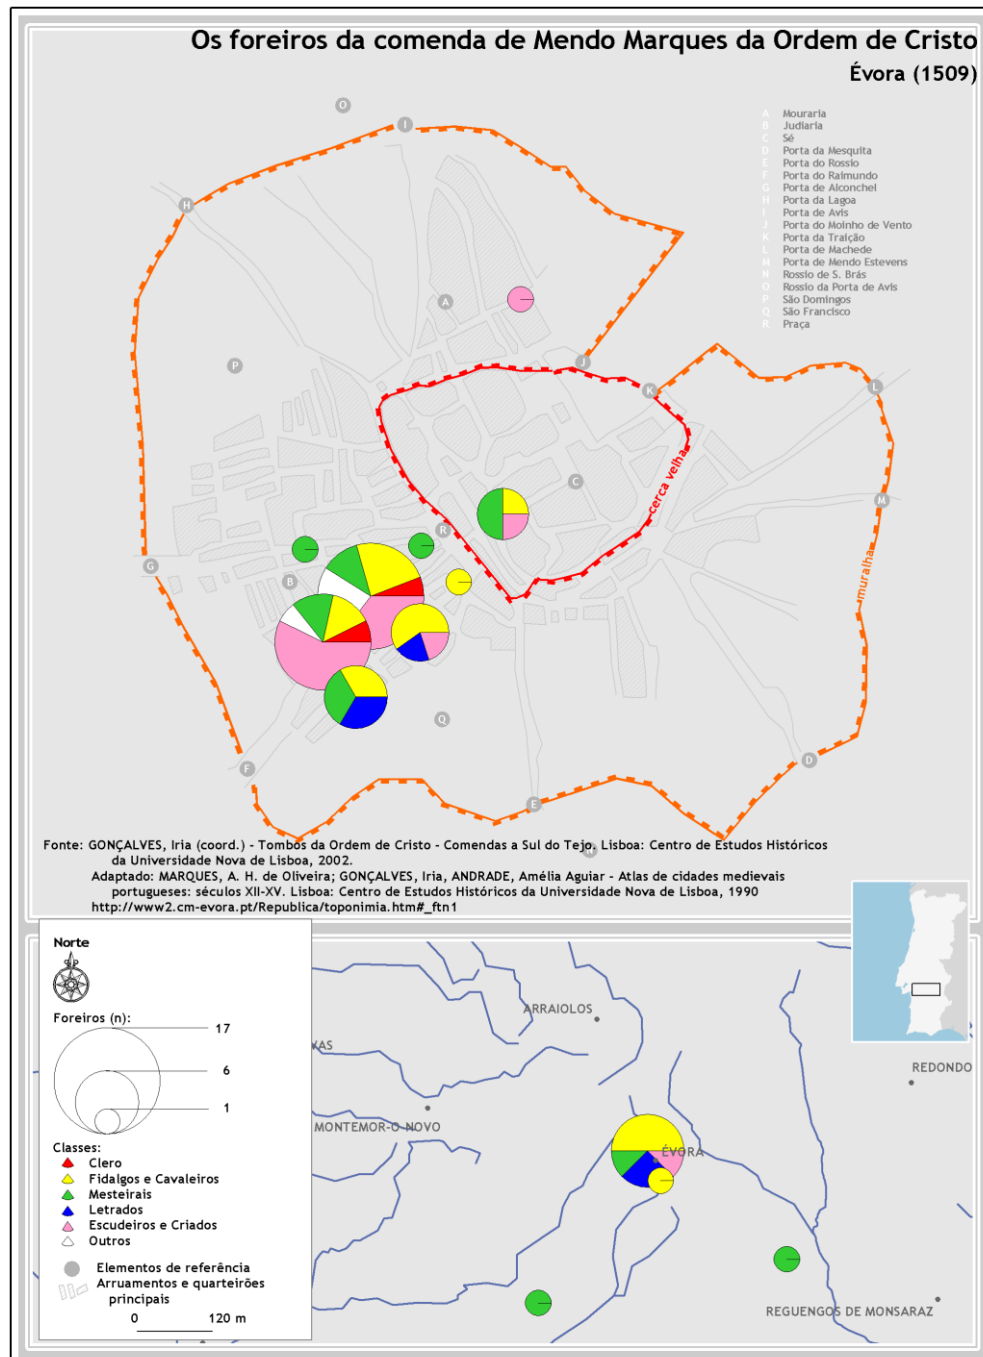 Os foreiros da comenda de Mendo Marques da Ordem de Cristo
Évora (1509)
A Mouraria
B Judiaria
C Sé
D Porta da Mesquita
E Porta do Rossio
F Porta do Raimundo
G Porta de Alconchel
H Porta da Lagoa
I Porta de Avis
J Porta do Moinho de Vento
K Porta da Traição
L Porta de Machede
M Porta de Mendo Estevens
N Rossio de S. Brás
O Rossio da Porta de Avis
P São Domingos
Q São Francisco
R Praça
O
I
H
A
P
J
K
L
cerca velha
C
M
R
G
B
muralha
Q
F
D
E
Fonte: GONÇALVES, Iria (coord.) - Tombos da Ordem de Cristo - Comendas a Sul do Tejo. Lisboa: Centro de Estudos Históricos
da Universidade Nova de Lisboa, 2002.
Adaptado: MARQUES, A. H. de Oliveira; GONÇALVES, Iria, ANDRADE, Amélia Aguiar - Atlas de cidades medievais
portugueses: séculos XII-XV. Lisboa: Centro de Estudos Históricos da Universidade Nova de Lisboa, 1990
http://www2.cm-evora.pt/Republica/toponimia.htm#_ftn1
Norte
Foreiros (n):
17
6
1
Classes:
Clero
Fidalgos e Cavaleiros
Mesteirais
Letrados
Escudeiros e Criados
Outros
Elementos de referência
Arruamentos e quarteirões
principais
0 120 m
ARRAIOLOS
VAS
REDONDO
MONTEMOR-O-NOVO
ÉVORA
REGUENGOS DE MONSARAZ